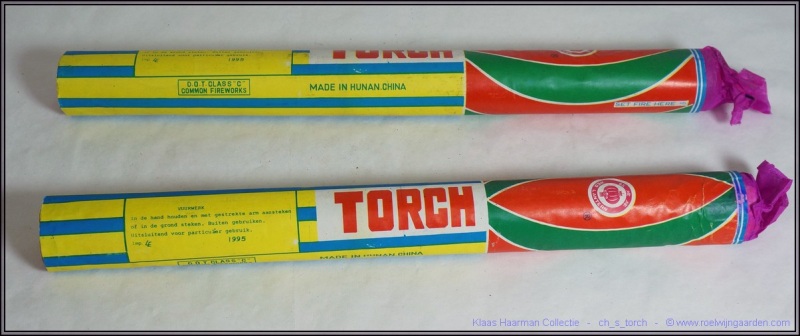 1995
TORCH
D.O.T CLASS "C"
COMMON FIREWORKS
MADE IN HUNAN.CHINA
SET FIRE HERE
VUURWERK
In de hand houden en met gestrekte arm aansteken
of in de grond steken. Buiten gebruiken.
Uitsluitend voor particulier gebruik.
1995
TORCH
D.O.T CLASS "C"
MADE IN HUNAN CHINA
Klaas Haarman Collectie - ch_s_torch - © www.roelwijngaarden.com